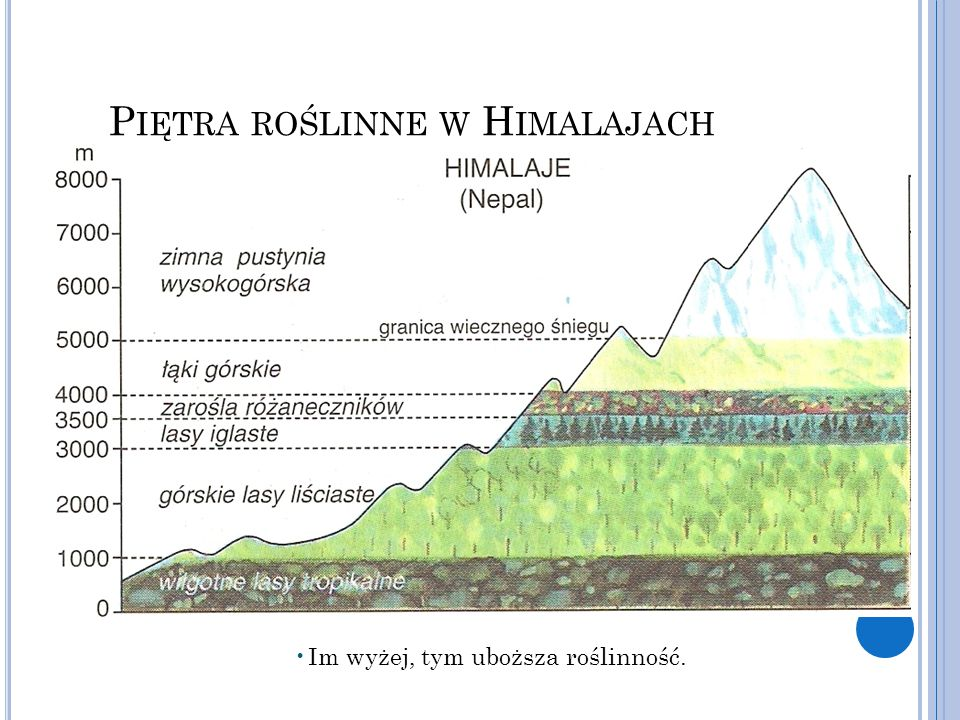 Piętra roślinne w Himalajach
m
HIMALAJE
(Nepal)
8000
7000
zimna pustynia
wysokogórska
6000
granica wiecznego śniegu
5000
łąki górskie
4000
zarośla różaneczników
3500
lasy iglaste
3000
górskie lasy liściaste
2000
1000
wilgotne lasy tropikalne
0
• Im wyżej, tym uboższa roślinność.